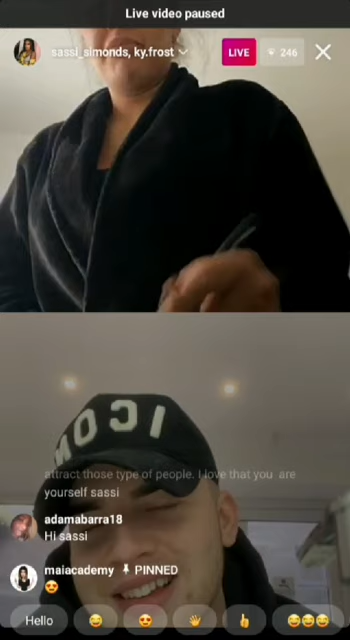 Live video paused
sassi_simonds, ky.frost
LIVE
246
ICON
attract those type of people. I love that you are
yourself sassi
adamabarra18
Hi sassi
maiacademy PINNED
😍
Hello 😂 😍 👋 👍 😂😅😂